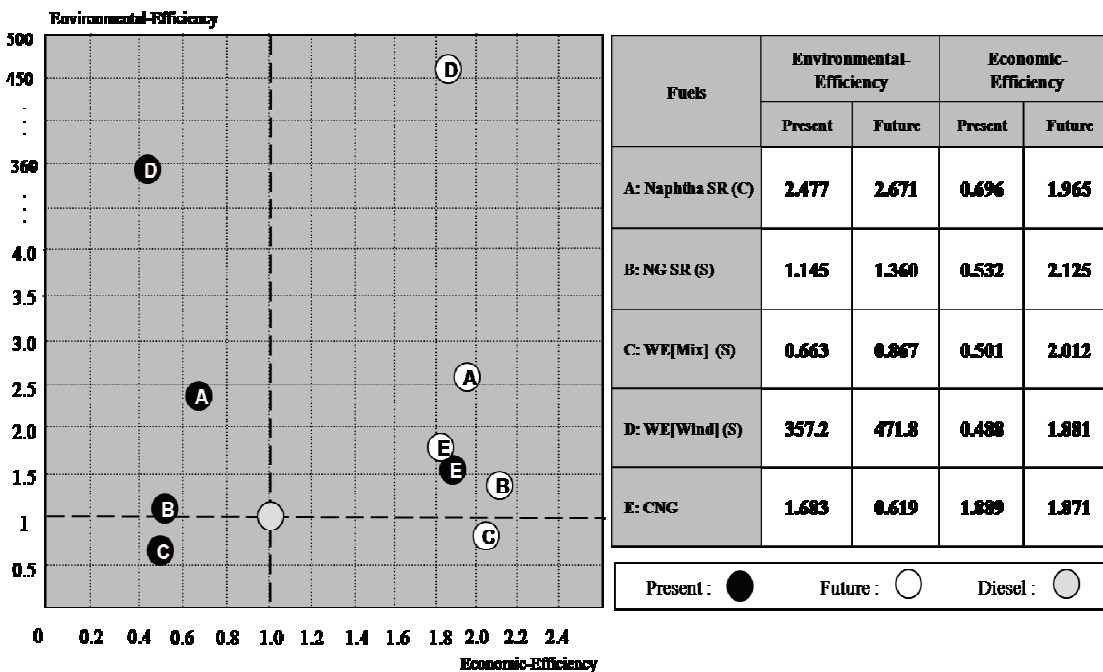 Environmental-Efficiency
500
450
360
4.0
3.5
3.0
2.5
2.0
1.5
1
0.5
0 0.2 0.4 0.6 0.8 1.0 1.2 1.4 1.6 1.8 2.0 2.2 2.4
Economic-Efficiency
D
D
A
A
E
E
B
B
C
C
Fuels
Environmental-
Efficiency
Economic-
Efficiency
Present Future Present Future
A: Naphtha SR (C) 2.477 2.671 0.696 1.965
B: NG SR (S) 1.145 1.360 0.532 2.125
C: WE[Mix] (S) 0.663 0.867 0.501 2.012
D: WE[Wind] (S) 357.2 471.8 0.488 1.881
E: CNG 1.683 0.619 1.889 1.871
Present : Future : Diesel :